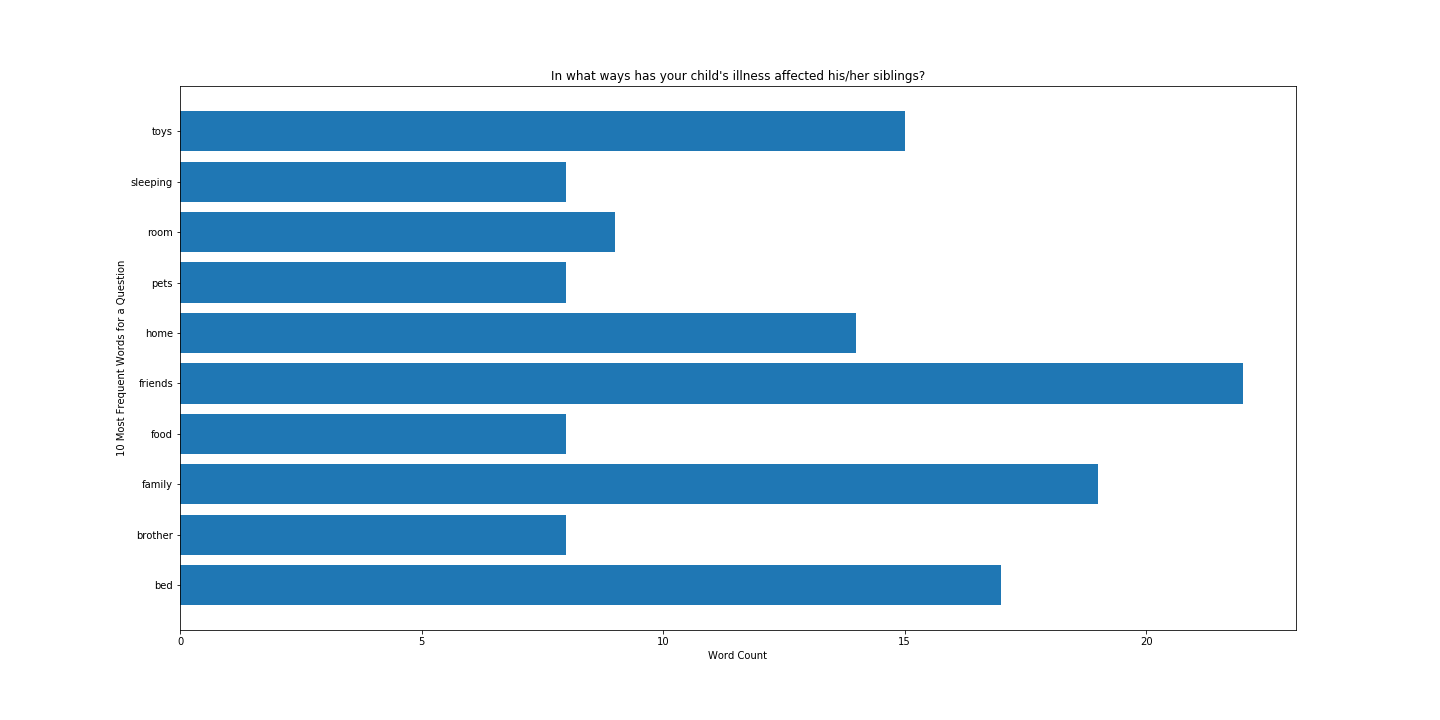 In what ways has your child's illness affected his/her siblings?
10 Most Frequent Words for a Question
toys
sleeping
room
pets
home
friends
food
family
brother
bed
0
5
10
15
20
Word Count